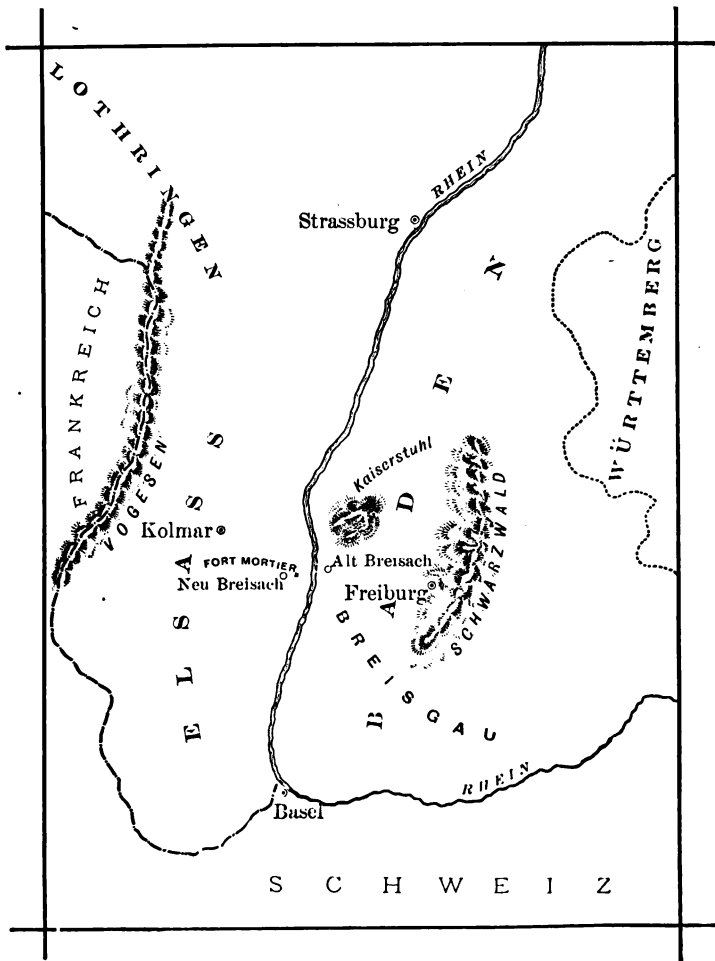 LOTHRINGEN
RHEIN
Strassburg
WÜRTTEMBERG
FRANKREICH
VOGESEN
Kaiserstuhl
SCHWARZWALD
Kolmar
FORT MORTIER
Alt Breisach
Neu Breisach
Freiburg
ELSASS
BADEN
BREISGAU
RHEIN
Basel
SCHWEIZ